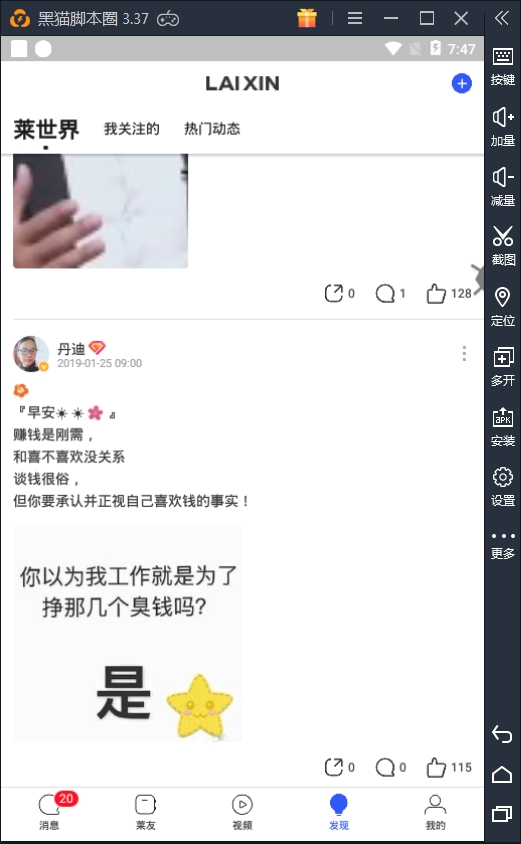 黑猫脚本圈 3.37
7:47
LAIXIN
莱世界 我关注的 热门动态
0 1 128
丹迪
2019-01-25 09:00
『早安☀☀🌸 』
赚钱是刚需，
和喜不喜欢没关系
谈钱很俗，
但你要承认并正视自己喜欢钱的事实！
你以为我工作就是为了
挣那几个臭钱吗?
是
0 0 115
20
消息 莱友 视频 发现 我的
按键
加量
减量
截图
定位
多开
APK
安装
设置
更多